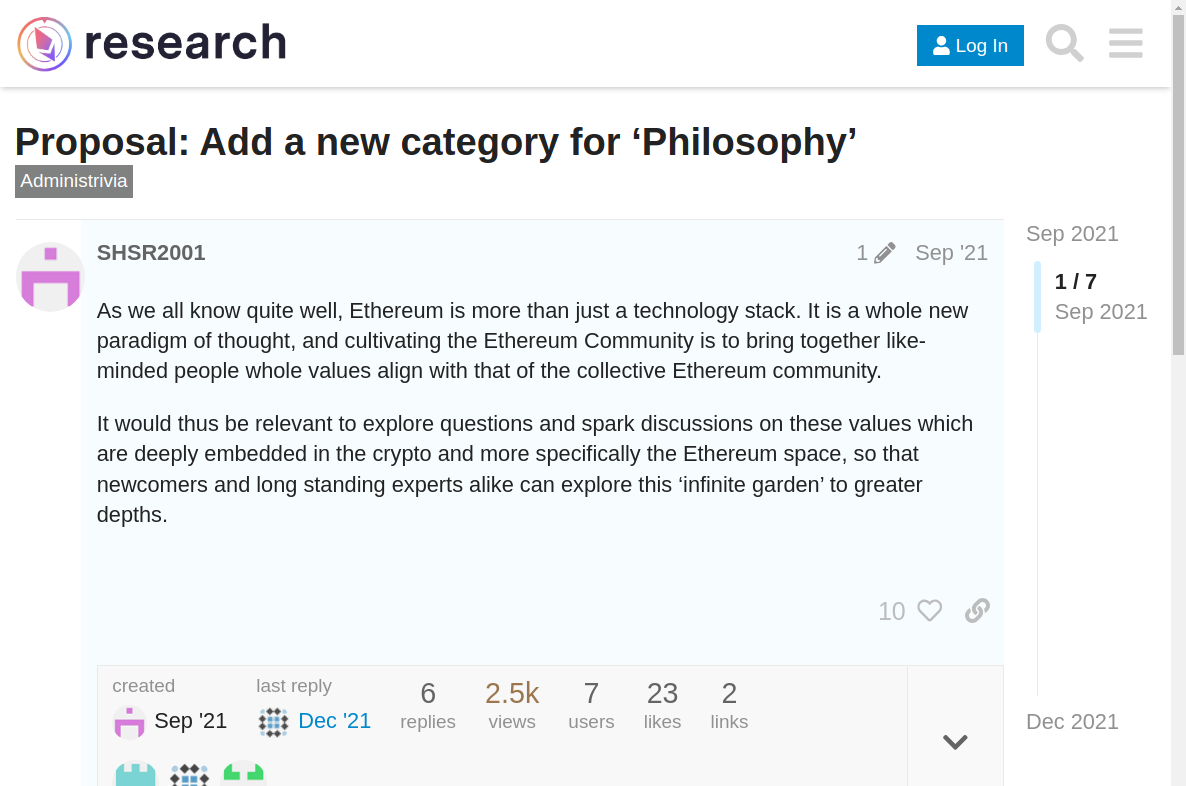 research
Log In
Proposal: Add a new category for ‘Philosophy’
Administrivia
SHSR2001
1
Sep '21
As we all know quite well, Ethereum is more than just a technology stack. It is a whole new
paradigm of thought, and cultivating the Ethereum Community is to bring together like-
minded people whole values align with that of the collective Ethereum community.
It would thus be relevant to explore questions and spark discussions on these values which
are deeply embedded in the crypto and more specifically the Ethereum space, so that
newcomers and long standing experts alike can explore this ‘infinite garden’ to greater
depths.
10
created
Sep '21
last reply
Dec '21
6
replies
2.5k
views
7
users
23
likes
2
links
Sep 2021
1 / 7
Sep 2021
Dec 2021